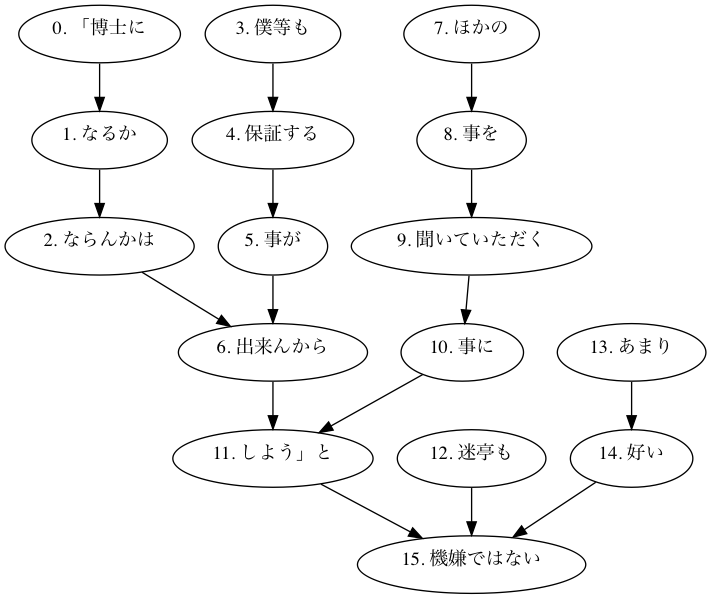 0. 「博士に
3. 僕等も
7. ほかの
1. なるか
4. 保証する
8. 事を
2. ならんかは
5. 事が
9. 聞いていただく
6. 出来んから
10. 事に
13. あまり
11. しよう」と
12. 迷亭も
14. 好い
15. 機嫌ではない